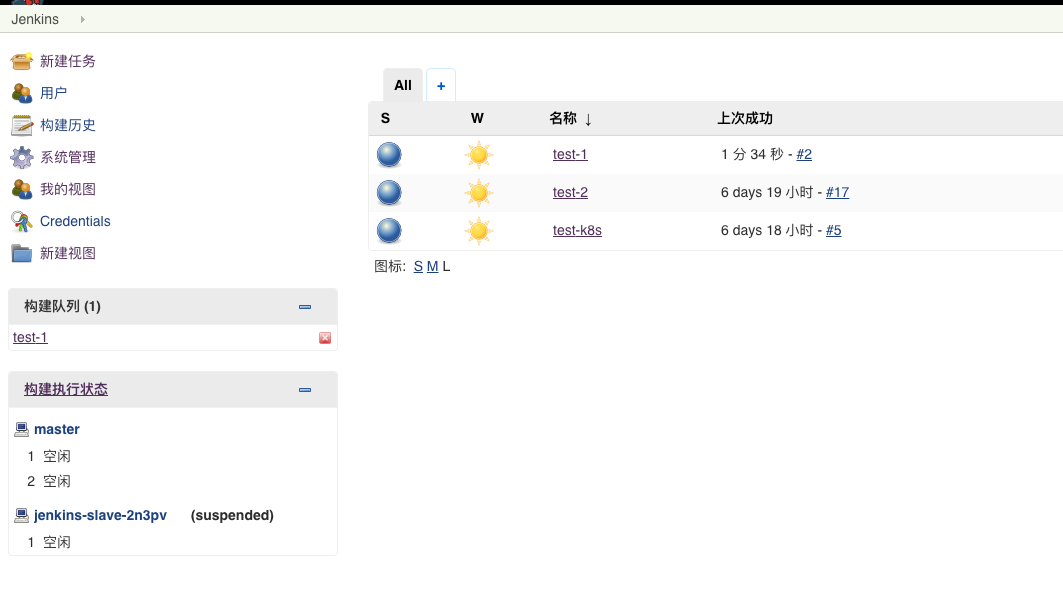 Jenkins
新建任务
用户
构建历史
系统管理
我的视图
Credentials
新建视图
构建队列 (1)
test-1
构建执行状态
master
1 空闲
2 空闲
jenkins-slave-2n3pv (suspended)
1 空闲
All +
S W 名称 ↓ 上次成功
test-1 1 分 34 秒 - #2
test-2 6 days 19 小时 - #17
test-k8s 6 days 18 小时 - #5
图标: S M L